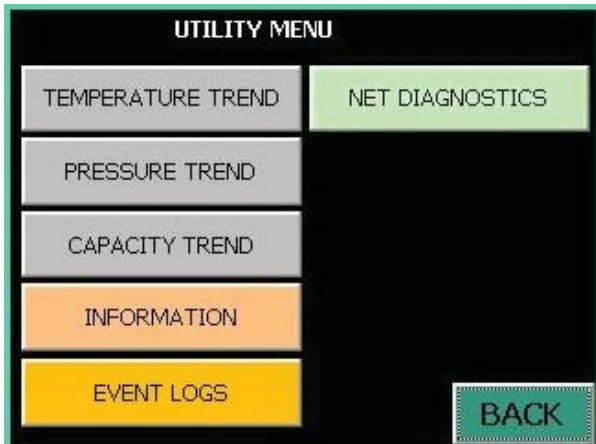 UTILITY MENU
TEMPERATURE TREND
NET DIAGNOSTICS
PRESSURE TREND
CAPACITY TREND
INFORMATION
EVENT LOGS
BACK